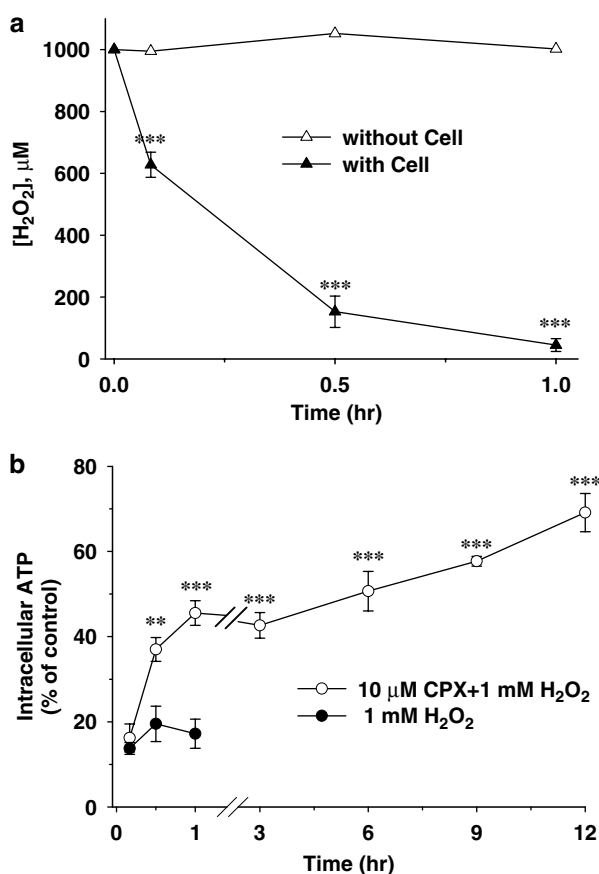 a
1000
800
600
400
200
0
[H₂O₂], μM
***
***
***
without Cell
with Cell
0.0
0.5
1.0
Time (hr)
b
80
60
40
20
0
Intracellular ATP
(% of control)
**
***
***
***
***
***
10 μM CPX+1 mM H₂O₂
1 mM H₂O₂
0
1
3
6
9
12
Time (hr)